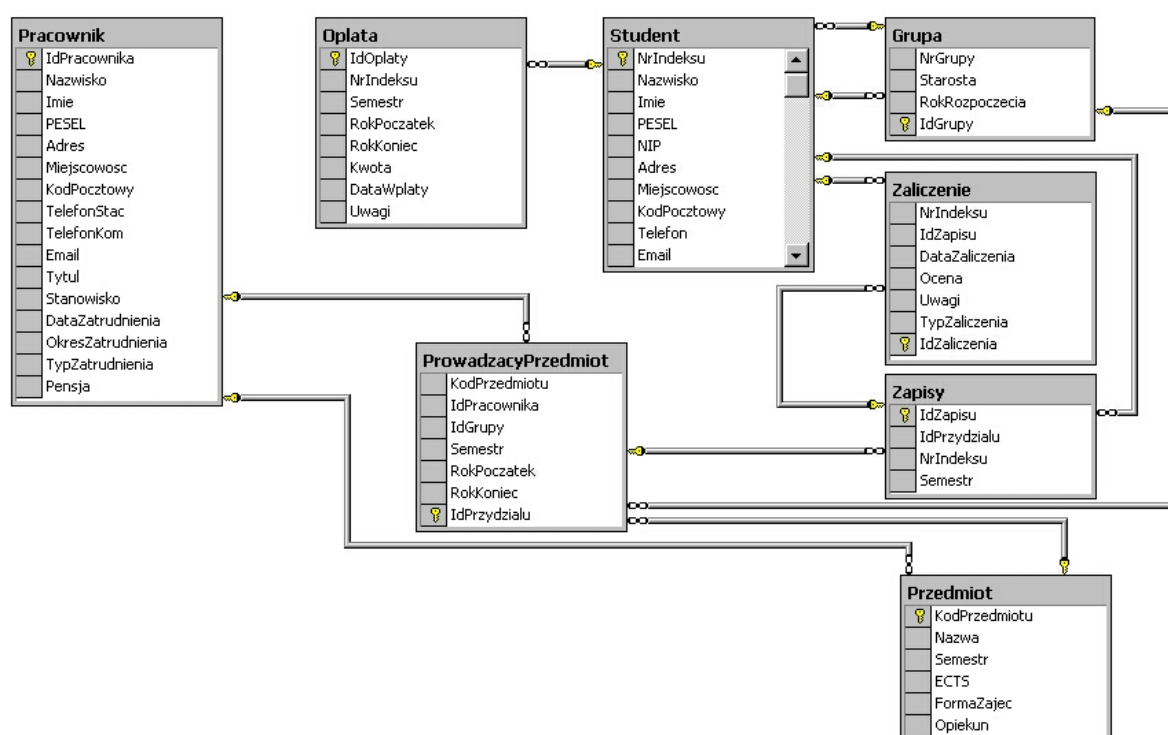 Pracownik
IdPracownika
Nazwisko
Imie
PESEL
Adres
Miejscowosc
KodPocztowy
TelefonStac
TelefonKom
Email
Tytul
Stanowisko
DataZatrudnienia
OkresZatrudnienia
TypZatrudnienia
Pensja
Oplata
IdOplaty
NrIndeksu
Semestr
RokPoczatek
RokKoniec
Kwota
DataWplaty
Uwagi
Student
NrIndeksu
Nazwisko
Imie
PESEL
NIP
Adres
Miejscowosc
KodPocztowy
Telefon
Email
Grupa
NrGrupy
Starosta
RokRozpoczecia
IdGrupy
Zaliczenie
NrIndeksu
IdZapisu
DataZaliczenia
Ocena
Uwagi
TypZaliczenia
IdZaliczenia
ProwadzacyPrzedmiot
KodPrzedmiotu
IdPracownika
IdGrupy
Semestr
RokPoczatek
RokKoniec
IdPrzydzialu
Zapisy
IdZapisu
IdPrzydzialu
NrIndeksu
Semestr
Przedmiot
KodPrzedmiotu
Nazwa
Semestr
ECTS
FormaZajec
Opiekun